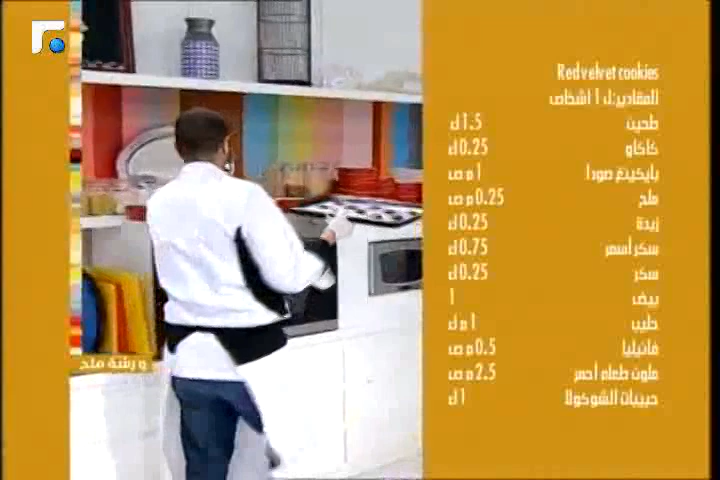 Red velvet cookies
المقادير: ل 1 اشخاص
طحين 1.5 ك
كاكاو 0.25 ك
بايكينغ صودا 1 م ص
ملح 0.25 م ص
زبدة 0.25 ك
سكر أسمر 0.75 ك
سكر 0.25 ك
بيض 1
حليب 1 م ك
فانيليا 0.5 م ص
ملون طعام أحمر 2.5 م ص
حبيبات الشوكولا 1 ك
ورشة ملح